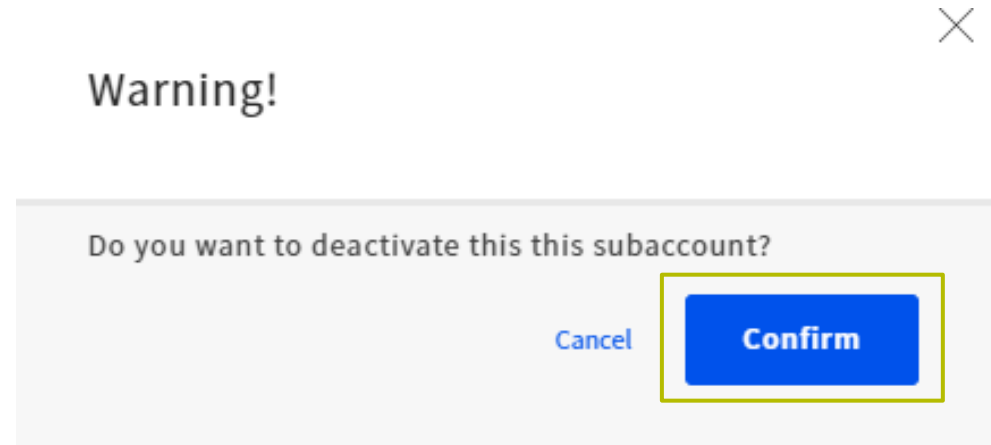 Warning!
Do you want to deactivate this this subaccount?
Cancel
Confirm